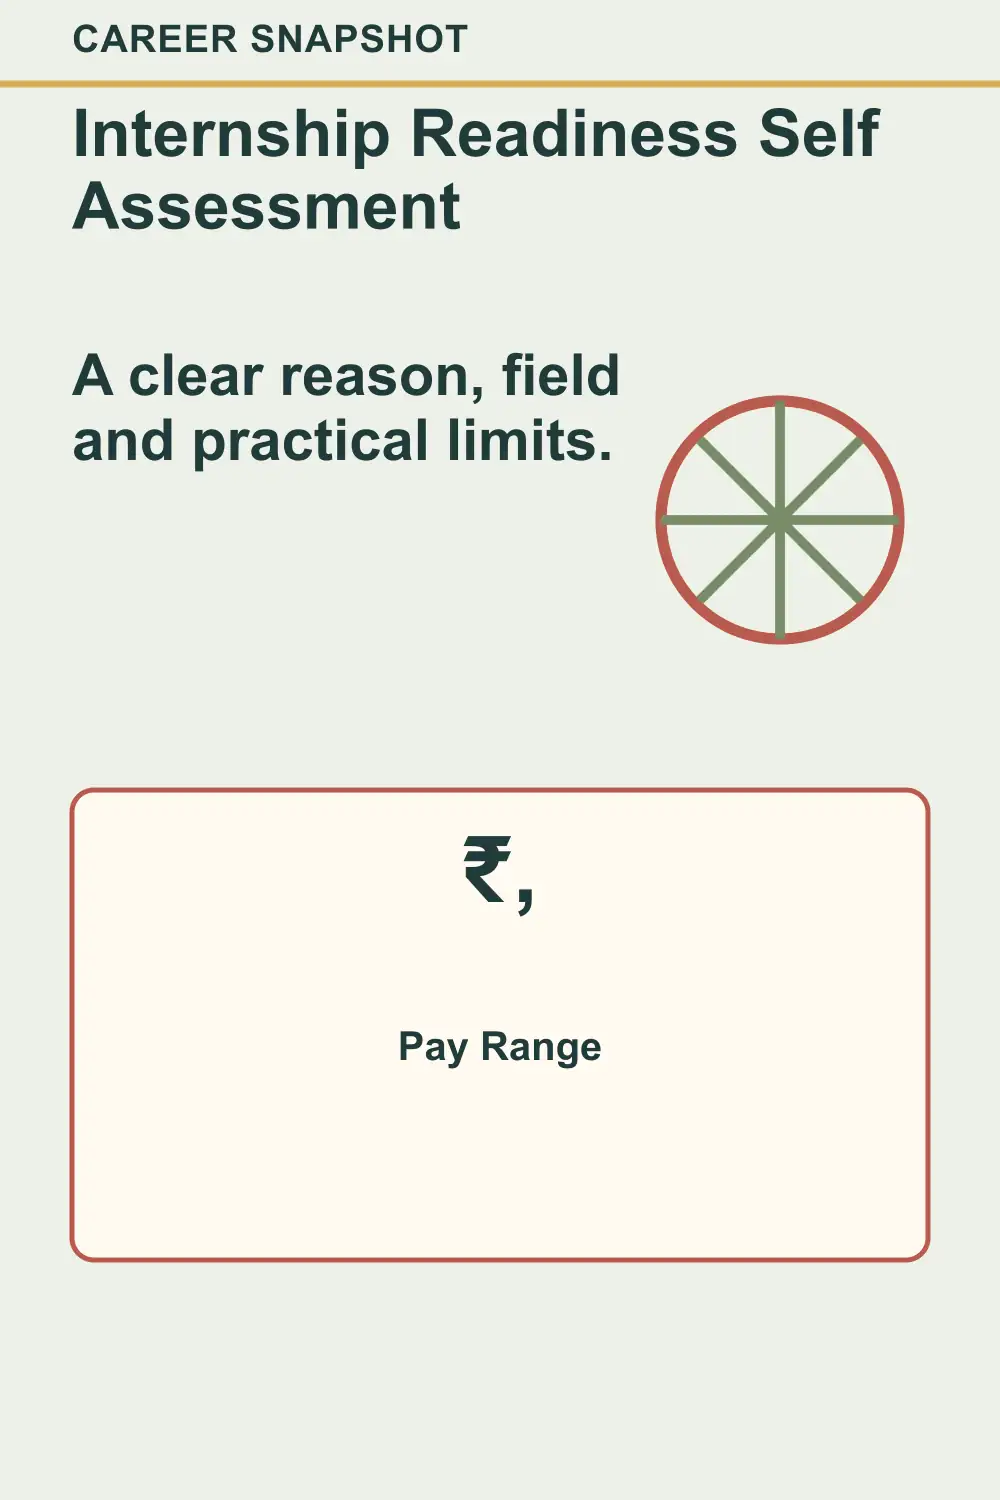 CAREER SNAPSHOT
Internship Readiness Self
Assessment
A clear reason, field
and practical limits.
₹,
Pay Range